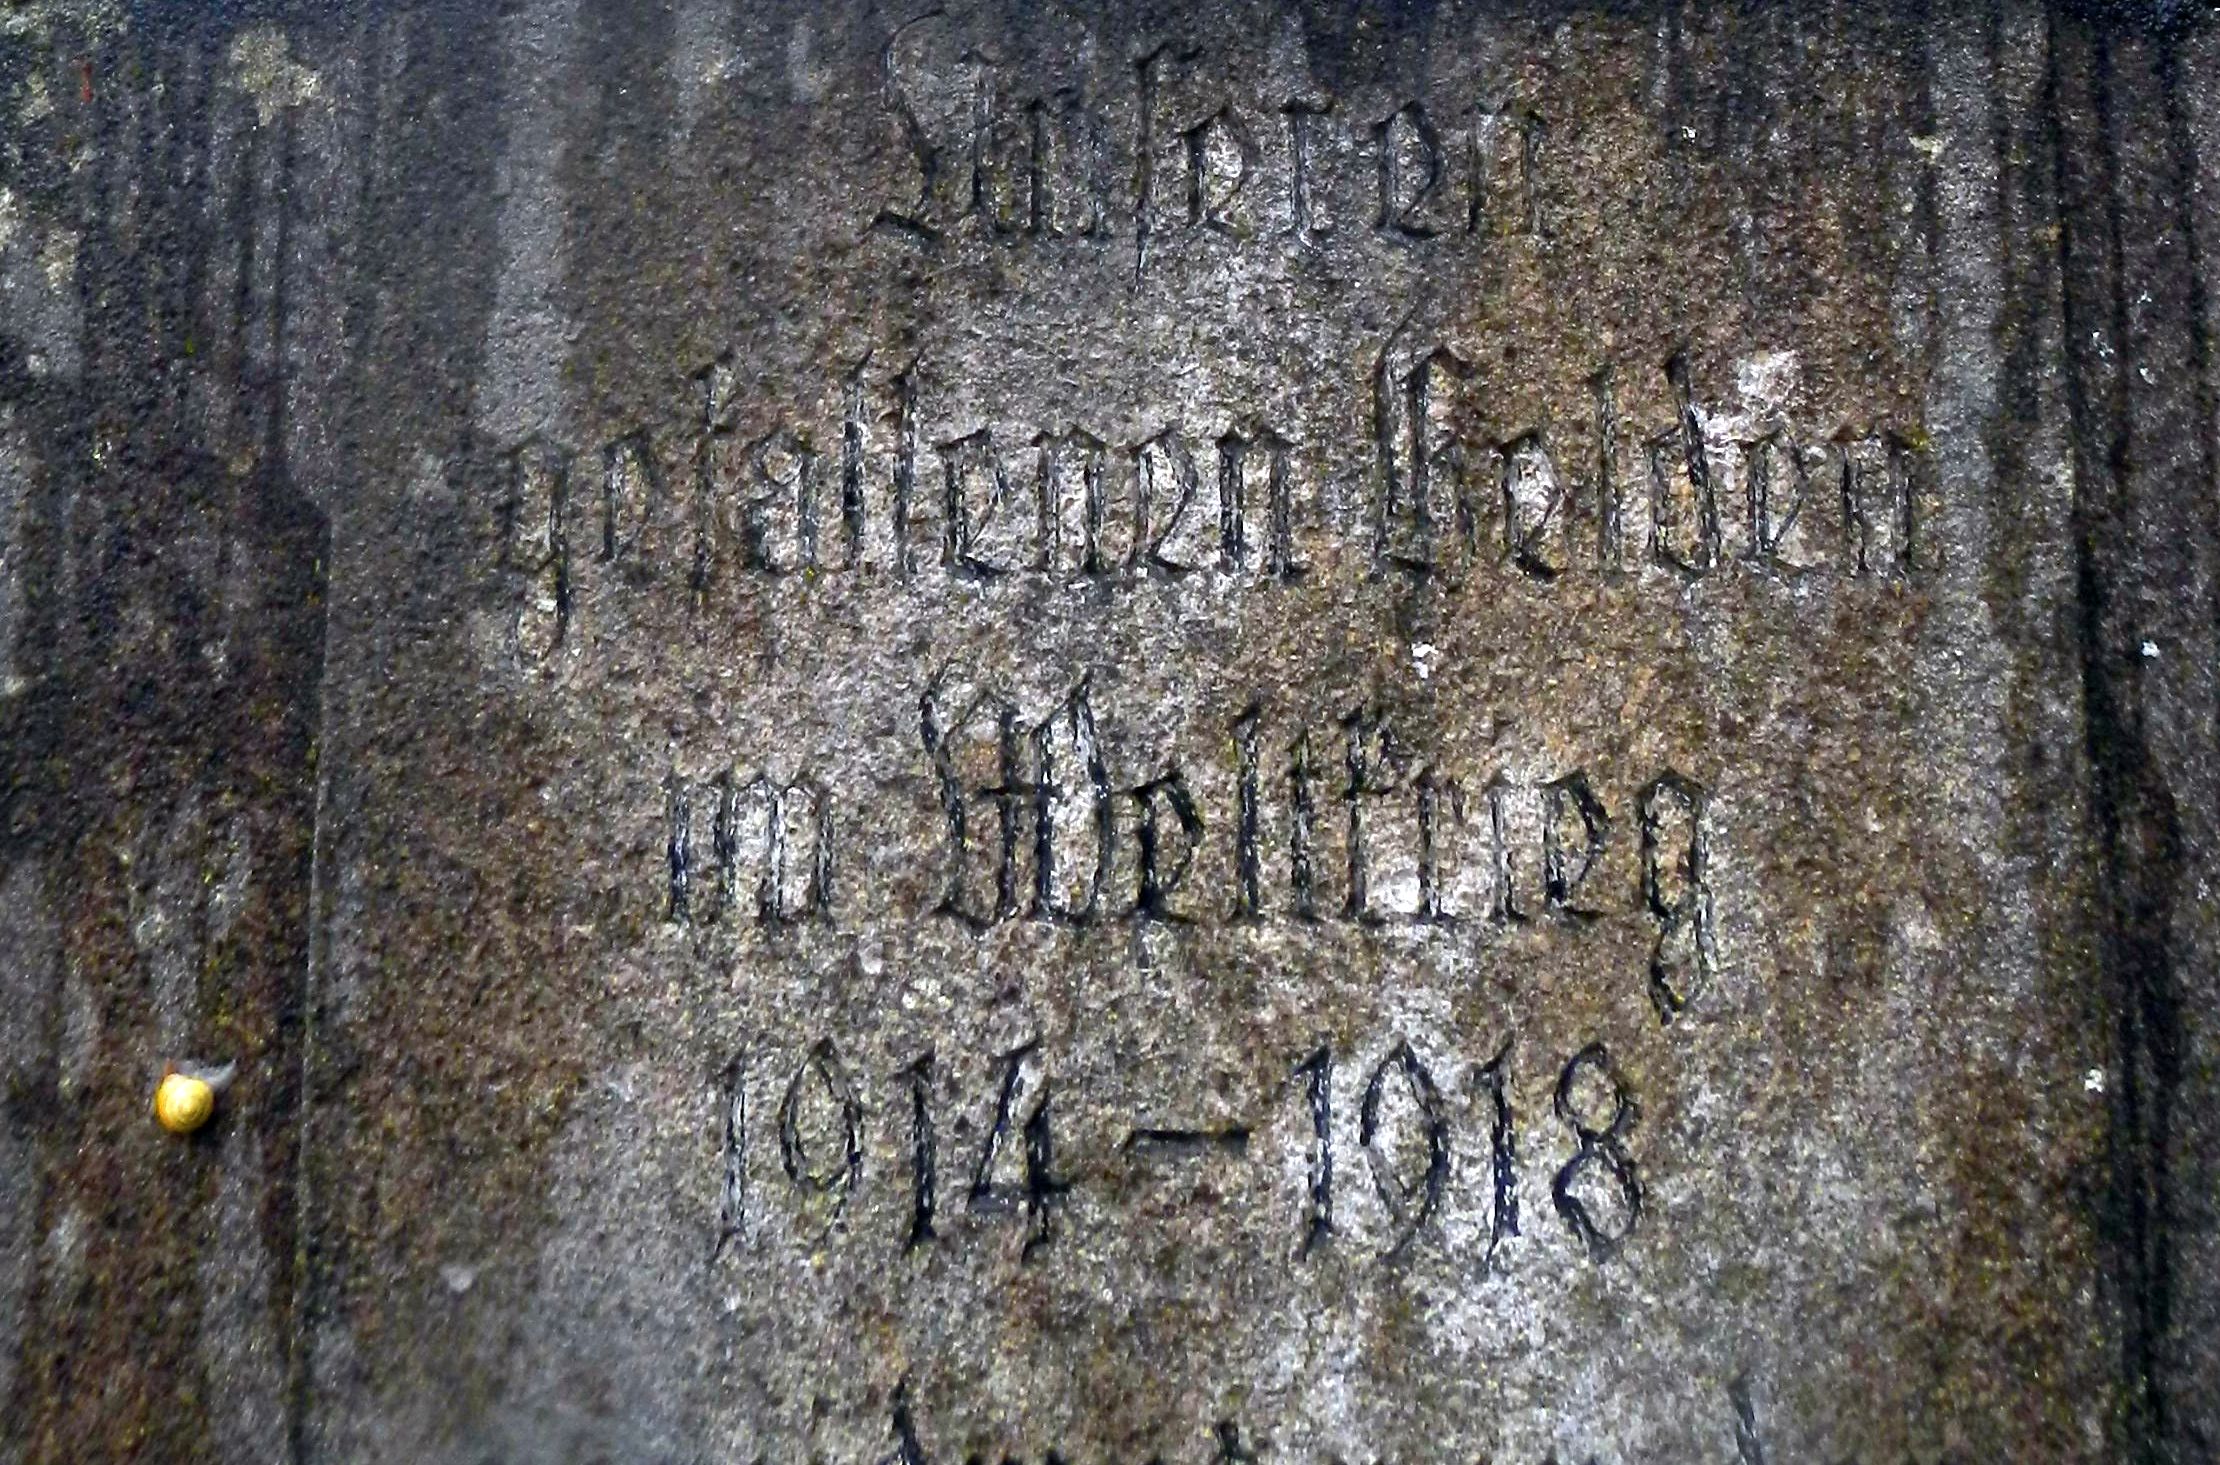 Unseren
gefallenen Helden
im Weltkrieg
1914 – 1918